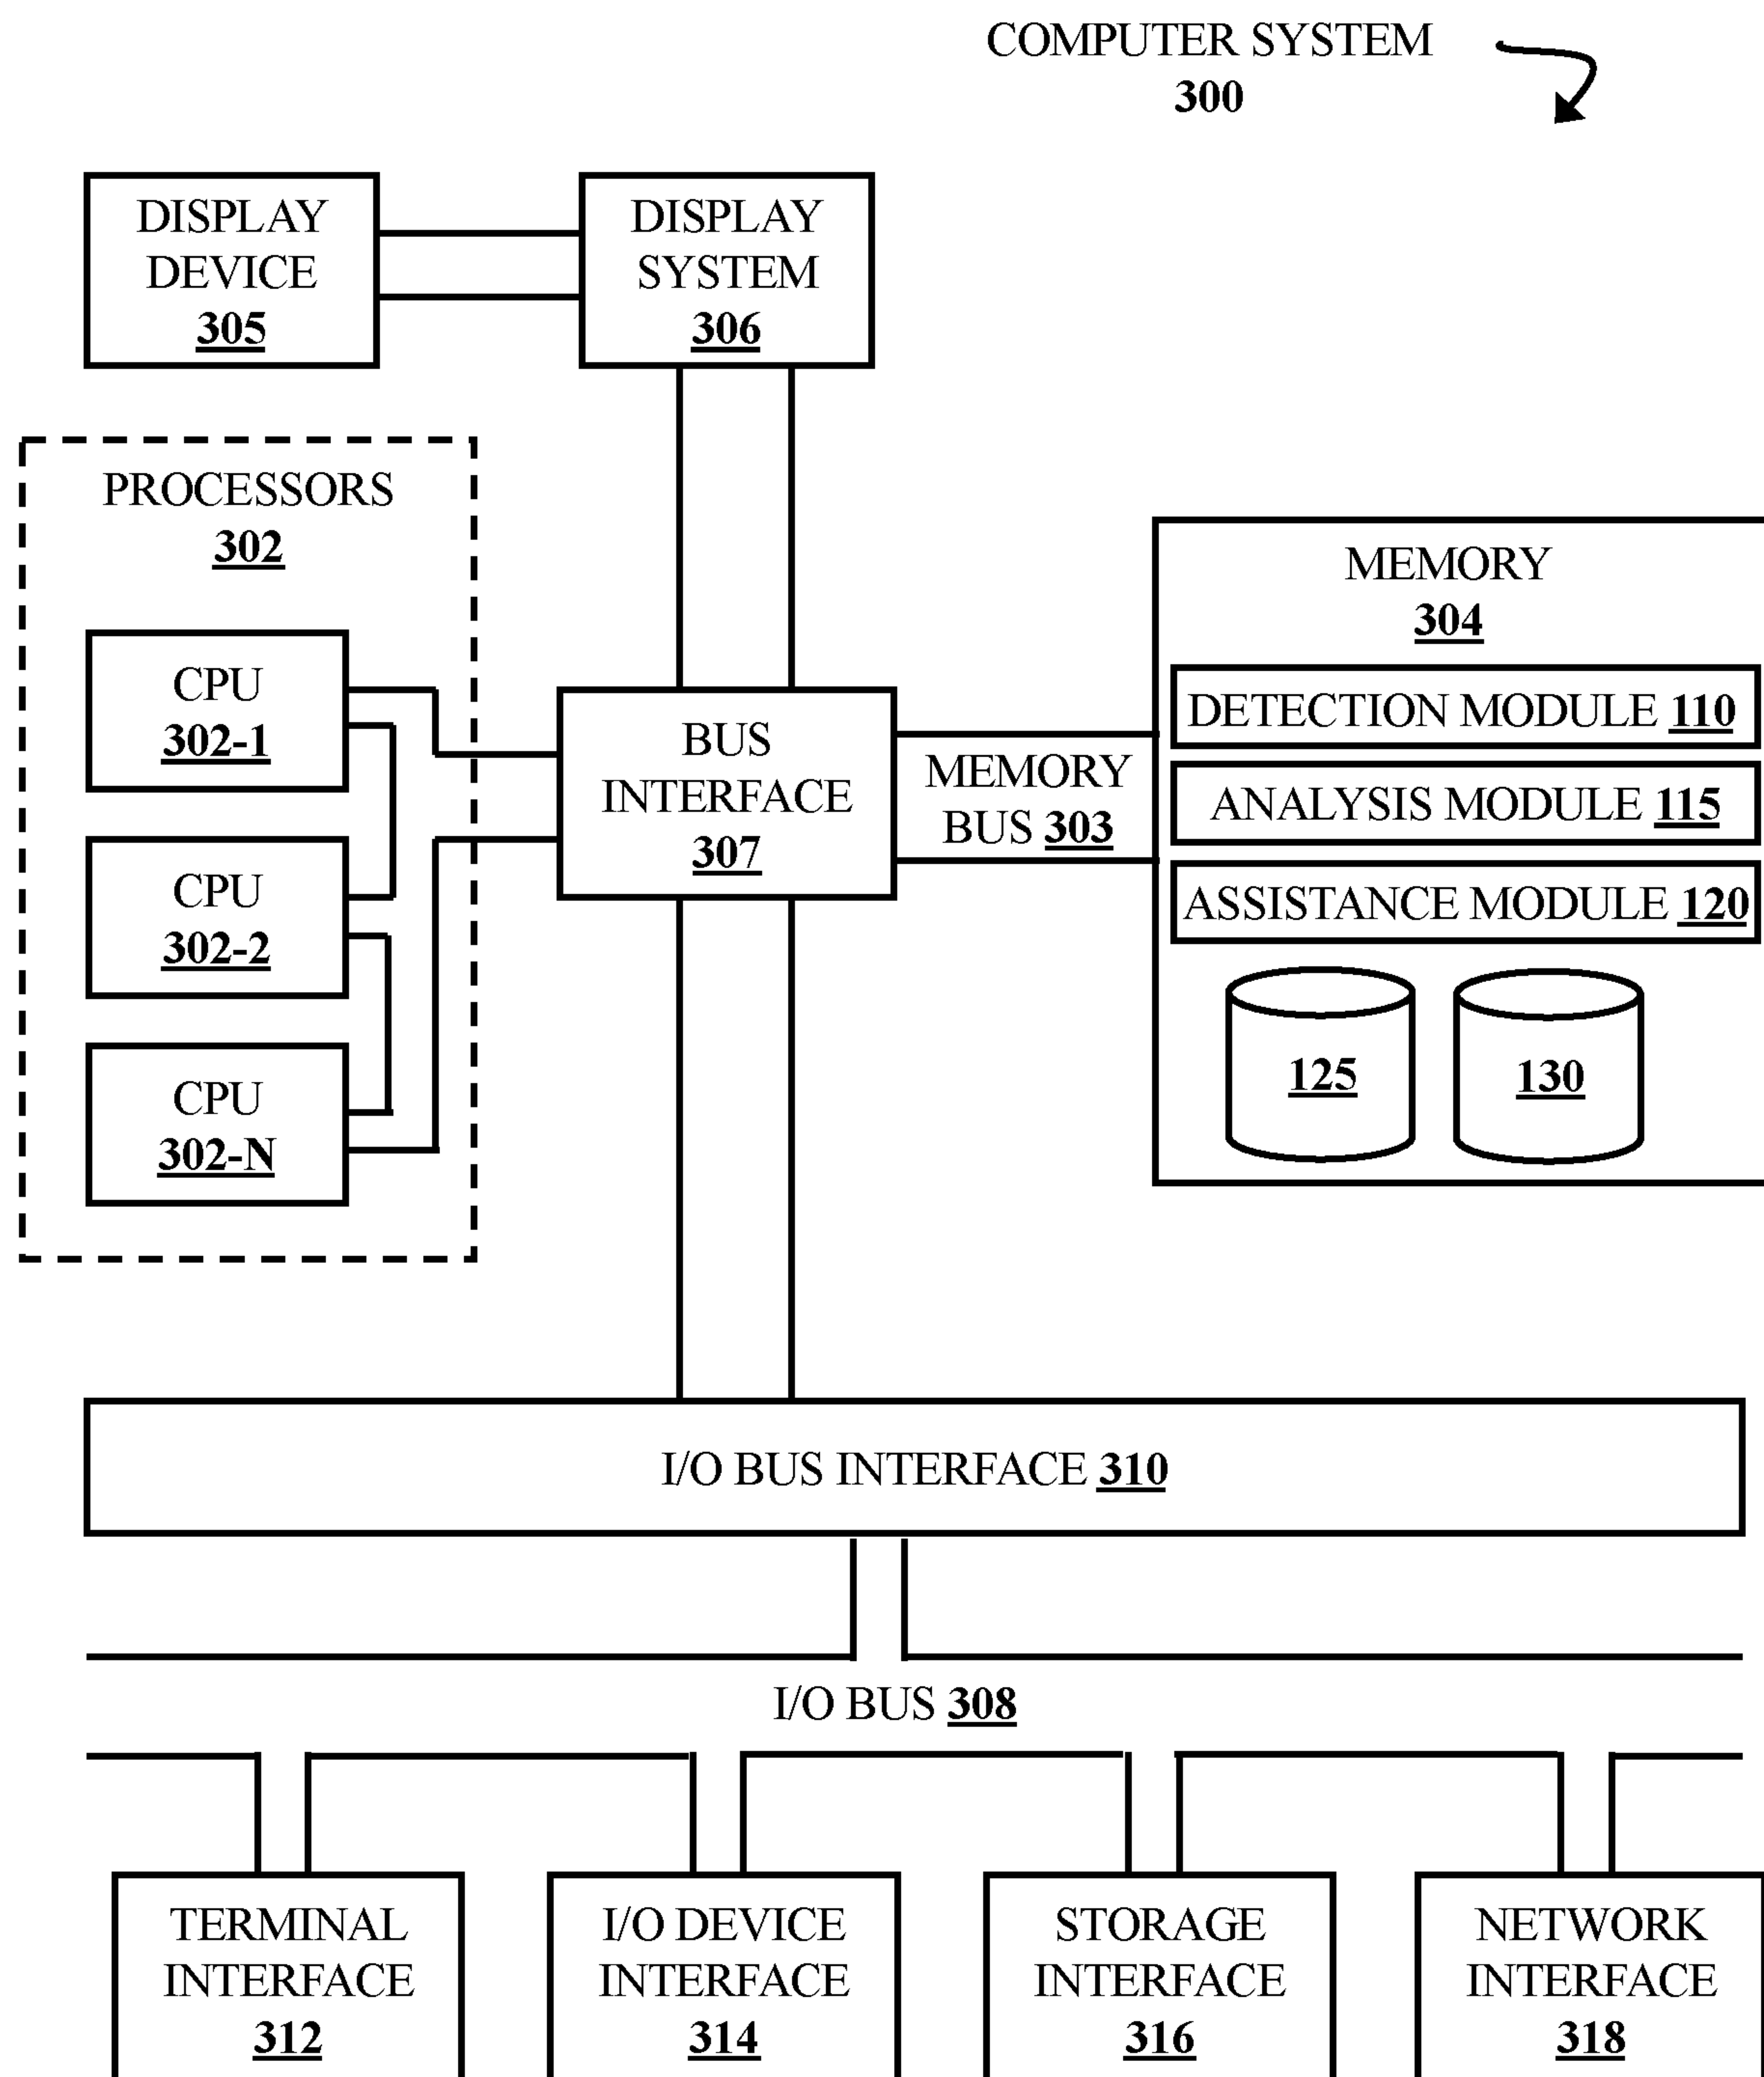 COMPUTER SYSTEM
300
DISPLAY
DEVICE
305
DISPLAY
SYSTEM
306
PROCESSORS
302
CPU
302-1
CPU
302-2
CPU
302-N
BUS
INTERFACE
307
MEMORY
BUS 303
MEMORY
304
DETECTION MODULE 110
ANALYSIS MODULE 115
ASSISTANCE MODULE 120
125
130
I/O BUS INTERFACE 310
I/O BUS 308
TERMINAL
INTERFACE
312
I/O DEVICE
INTERFACE
314
STORAGE
INTERFACE
316
NETWORK
INTERFACE
318